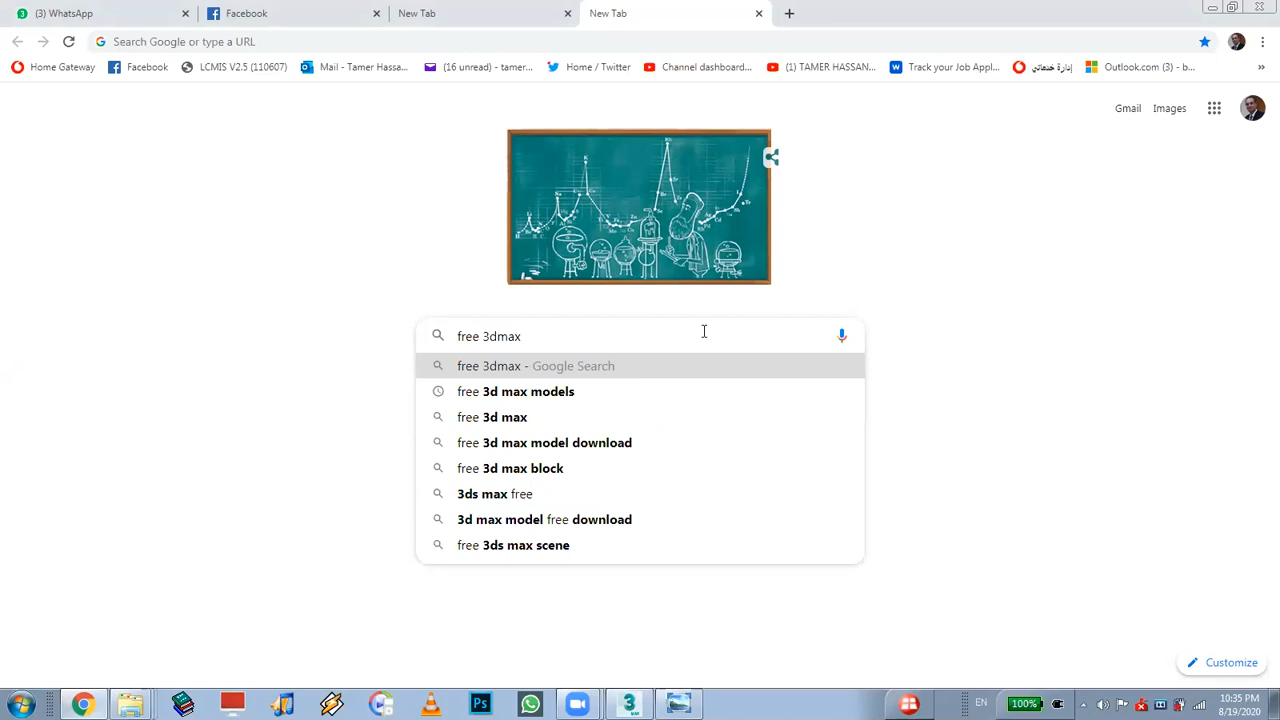 (3) WhatsApp
Facebook
New Tab
New Tab
Search Google or type a URL
Home Gateway
Facebook
LCMIS V2.5 (110607)
Mail - Tamer Hassa...
(16 unread) - tamer...
Home / Twitter
Channel dashboard...
(1) TAMER HASSAN...
Track your Job Appl...
إدارة خدماتي
Outlook.com (3) - b...
»
Gmail
Images
free 3dmax
free 3dmax - Google Search
free 3d max models
free 3d max
free 3d max model download
free 3d max block
3ds max free
3d max model free download
free 3ds max scene
Customize
Ps
3
EN
100%
10:35 PM
8/19/2020